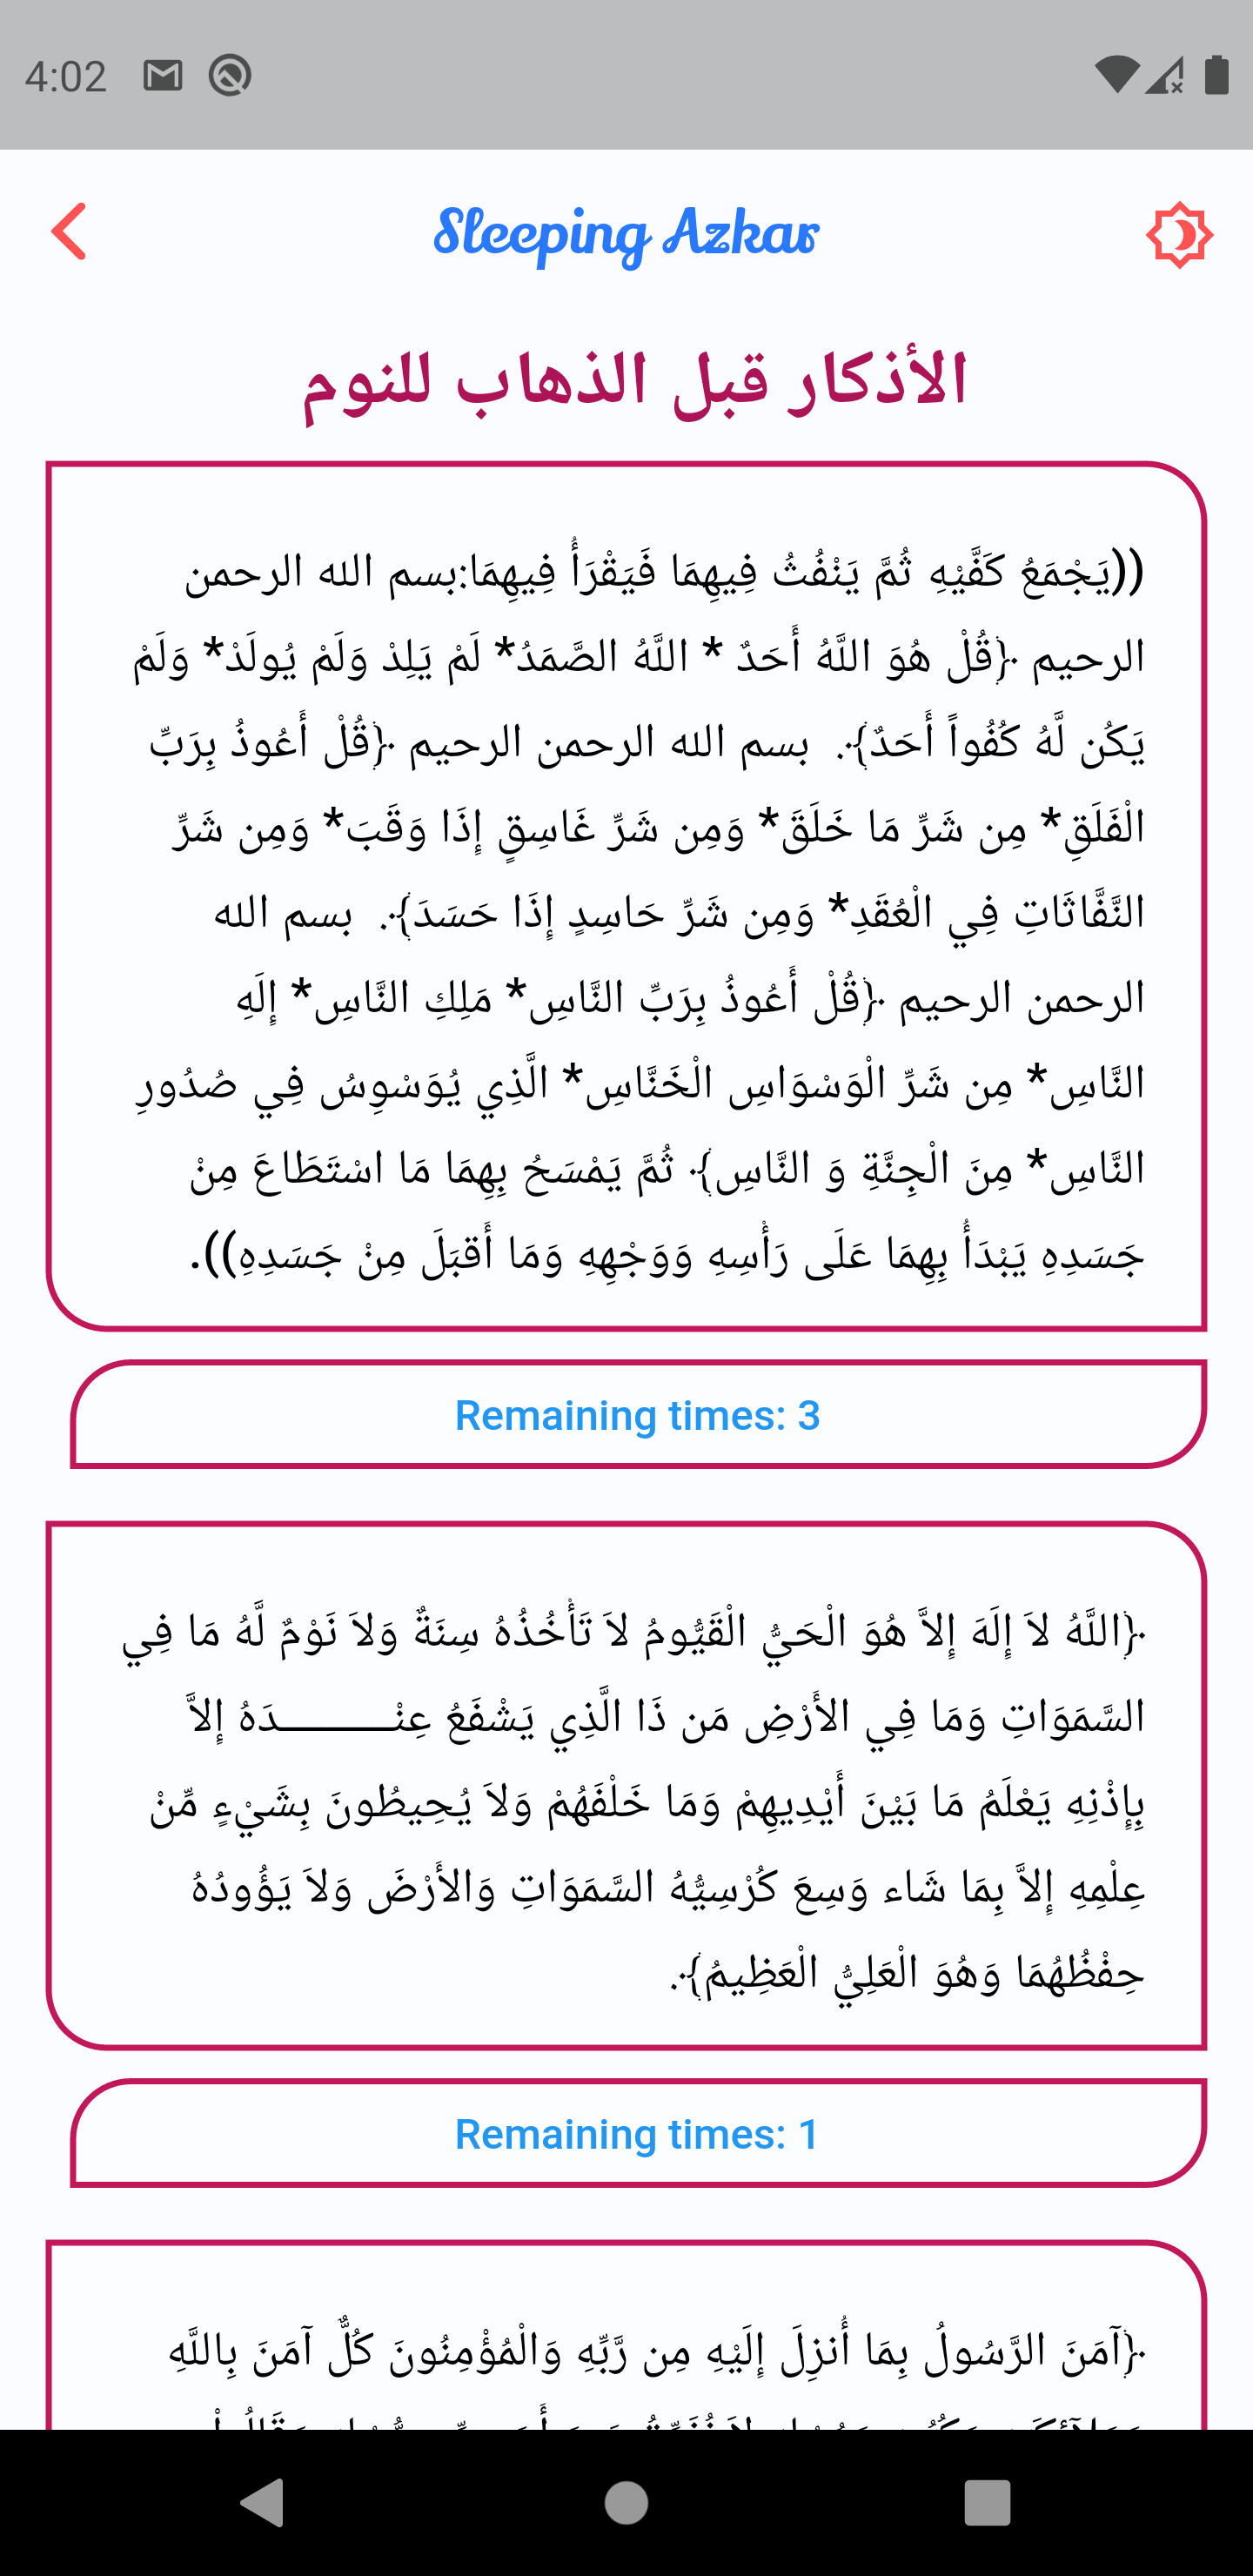 4:02
Sleeping Azkar
الأذكار قبل الذهاب للنوم
((يَجْمَعُ كَفَّيْهِ ثُمَّ يَنْفُثُ فِيهِمَا فَيَقْرَأُ فِيهِمَا:بسم الله الرحمن
الرحيم ﴿قُلْ هُوَ اللَّهُ أَحَدٌ * اللَّهُ الصَّمَدُ* لَمْ يَلِدْ وَلَمْ يُولَدْ* وَلَمْ
يَكُن لَّهُ كُفُواً أَحَدٌ﴾. بسم الله الرحمن الرحيم ﴿قُلْ أَعُوذُ بِرَبِّ
الْفَلَقِ* مِن شَرِّ مَا خَلَقَ* وَمِن شَرِّ غَاسِقٍ إِذَا وَقَبَ* وَمِن شَرِّ
النَّفَّاثَاتِ فِي الْعُقَدِ* وَمِن شَرِّ حَاسِدٍ إِذَا حَسَدَ﴾. بسم الله
الرحمن الرحيم ﴿قُلْ أَعُوذُ بِرَبِّ النَّاسِ* مَلِكِ النَّاسِ* إِلَهِ
النَّاسِ* مِن شَرِّ الْوَسْوَاسِ الْخَنَّاسِ* الَّذِي يُوَسْوِسُ فِي صُدُورِ
النَّاسِ* مِنَ الْجِنَّةِ وَ النَّاسِ﴾ ثُمَّ يَمْسَحُ بِهِمَا مَا اسْتَطَاعَ مِنْ
جَسَدِهِ يَبْدَأُ بِهِمَا عَلَى رَأْسِهِ وَوَجْهِهِ وَمَا أَقبَلَ مِنْ جَسَدِهِ)).
Remaining times: 3
﴿اللَّهُ لاَ إِلَهَ إِلاَّ هُوَ الْحَيُّ الْقَيُّومُ لاَ تَأْخُذُهُ سِنَةٌ وَلاَ نَوْمٌ لَّهُ مَا فِي
السَّمَوَاتِ وَمَا فِي الأَرْضِ مَن ذَا الَّذِي يَشْفَعُ عِنْـــــــــدَهُ إِلاَّ
بِإِذْنِهِ يَعْلَمُ مَا بَيْنَ أَيْدِيهِمْ وَمَا خَلْفَهُمْ وَلاَ يُحِيطُونَ بِشَيْءٍ مِّنْ
عِلْمِهِ إِلاَّ بِمَا شَاء وَسِعَ كُرْسِيُّهُ السَّمَوَاتِ وَالأَرْضَ وَلاَ يَؤُودُهُ
حِفْظُهُمَا وَهُوَ الْعَلِيُّ الْعَظِيمُ﴾.
Remaining times: 1
﴿آمَنَ الرَّسُولُ بِمَا أُنزِلَ إِلَيْهِ مِن رَّبِّهِ وَالْمُؤْمِنُونَ كُلٌّ آمَنَ بِاللَّهِ